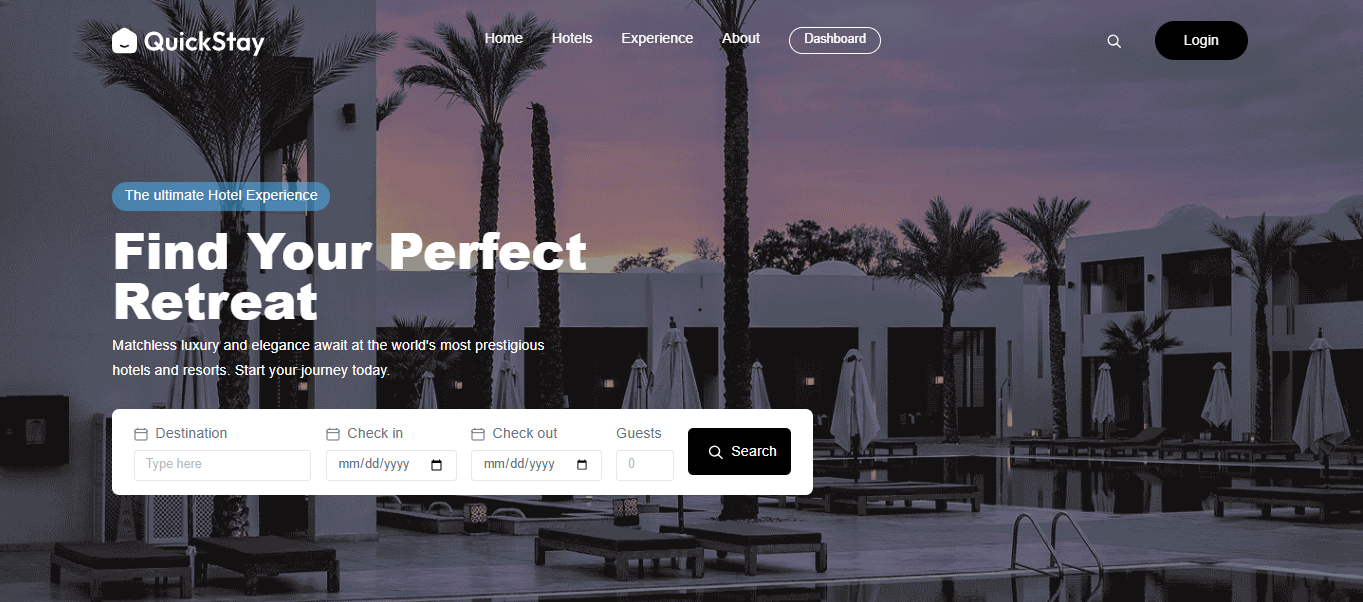 QuickStay
Home Hotels Experience About Dashboard Login
The ultimate Hotel Experience
Find Your Perfect
Retreat
Matchless luxury and elegance await at the world's most prestigious
hotels and resorts. Start your journey today.
Destination Check in Check out Guests
Type here mm/dd/yyyy mm/dd/yyyy 0 Search